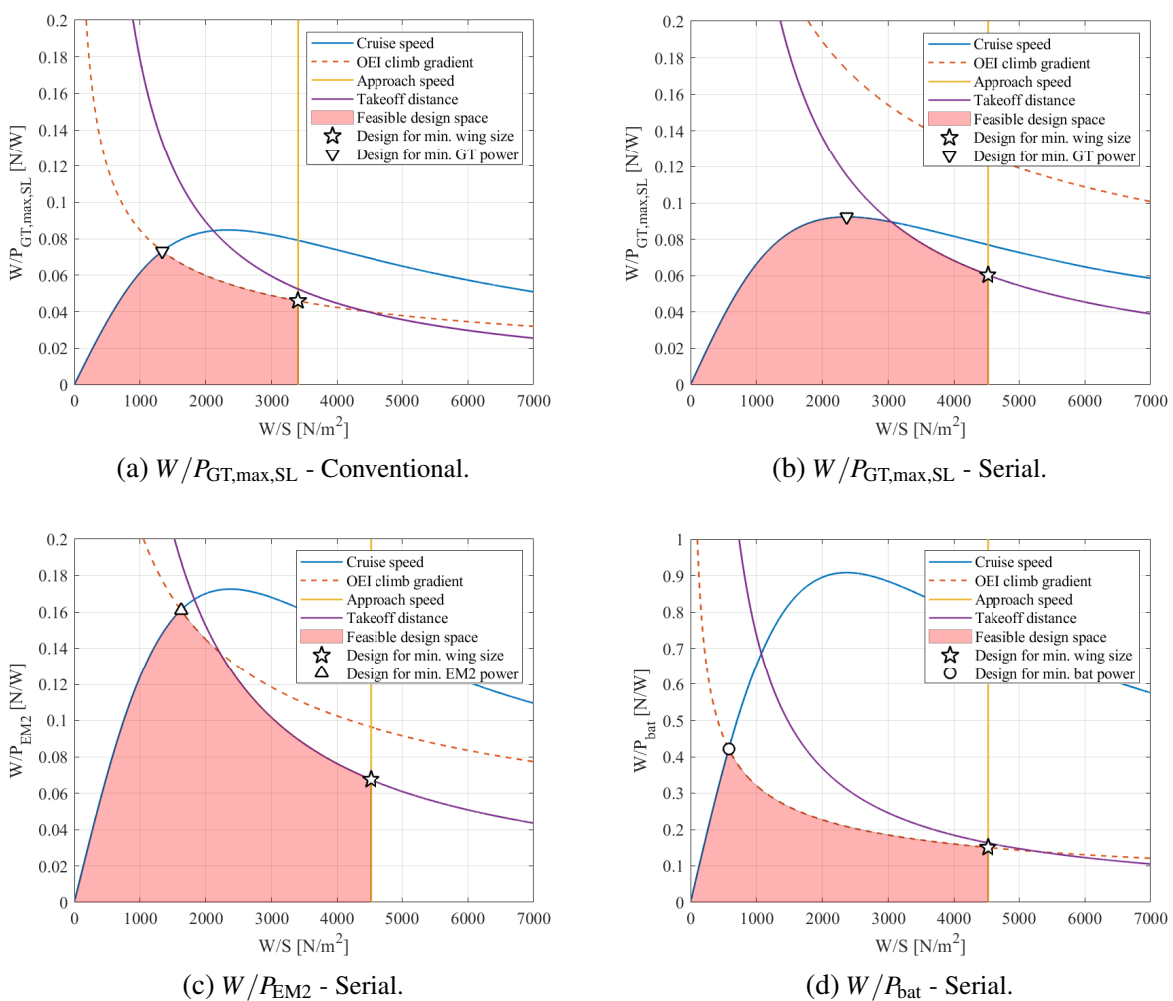 0.2
0.18
0.16
0.14
0.12
0.1
0.08
0.06
0.04
0.02
0
W/P_GT,max,SL [N/W]
Cruise speed
OEI climb gradient
Approach speed
Takeoff distance
Feasible design space
Design for min. wing size
Design for min. GT power
0 1000 2000 3000 4000 5000 6000 7000
W/S [N/m²]
(a) W/P_GT,max,SL - Conventional.
0.2
0.18
0.16
0.14
0.12
0.1
0.08
0.06
0.04
0.02
0
W/P_GT,max,SL [N/W]
Cruise speed
OEI climb gradient
Approach speed
Takeoff distance
Feasible design space
Design for min. wing size
Design for min. GT power
0 1000 2000 3000 4000 5000 6000 7000
W/S [N/m²]
(b) W/P_GT,max,SL - Serial.
0.2
0.18
0.16
0.14
0.12
0.1
0.08
0.06
0.04
0.02
0
W/P_EM2 [N/W]
Cruise speed
OEI climb gradient
Approach speed
Takeoff distance
Feasible design space
Design for min. wing size
Design for min. EM2 power
0 1000 2000 3000 4000 5000 6000 7000
W/S [N/m²]
(c) W/P_EM2 - Serial.
1
0.9
0.8
0.7
0.6
0.5
0.4
0.3
0.2
0.1
0
W/P_bat [N/W]
Cruise speed
OEI climb gradient
Approach speed
Takeoff distance
Feasible design space
Design for min. wing size
Design for min. bat power
0 1000 2000 3000 4000 5000 6000 7000
W/S [N/m²]
(d) W/P_bat - Serial.